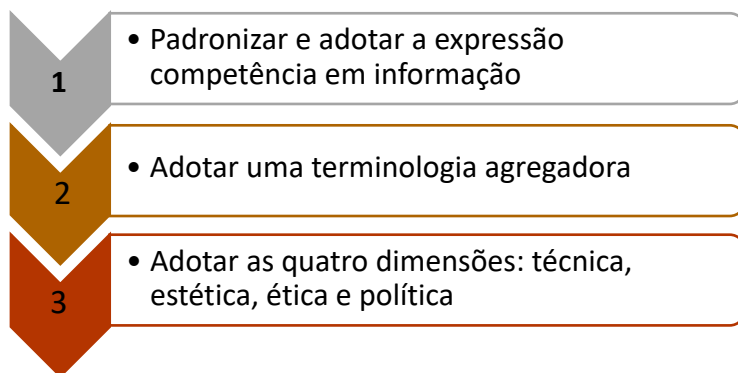 1
• Padronizar e adotar a expressão
competência em informação
2
• Adotar uma terminologia agregadora
3
• Adotar as quatro dimensões: técnica,
estética, ética e política